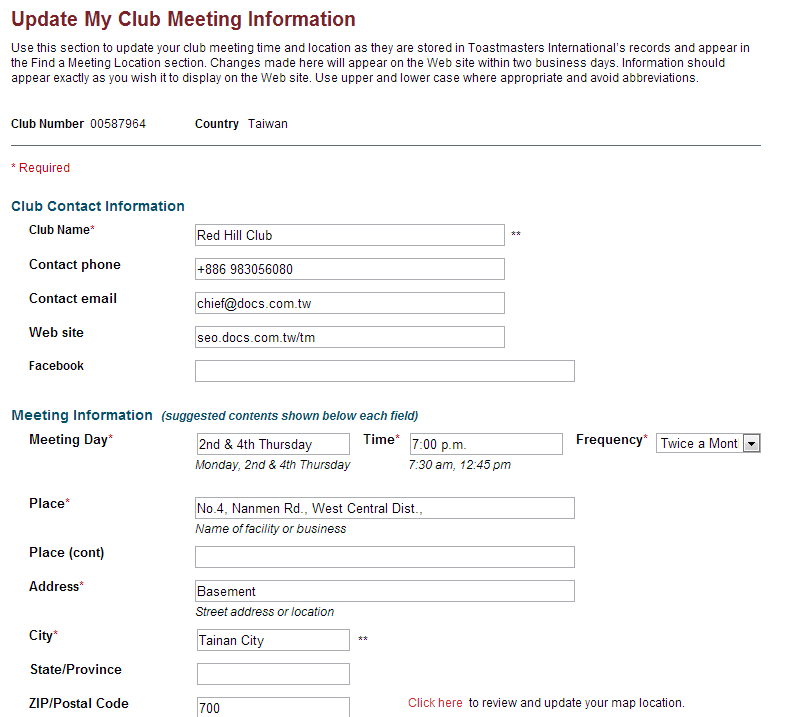 Update My Club Meeting Information
Use this section to update your club meeting time and location as they are stored in Toastmasters International's records and appear in
the Find a Meeting Location section. Changes made here will appear on the Web site within two business days. Information should
appear exactly as you wish it to display on the Web site. Use upper and lower case where appropriate and avoid abbreviations.
Club Number 00587964 Country Taiwan
* Required
Club Contact Information
Club Name* Red Hill Club **
Contact phone +886 983056080
Contact email chief@docs.com.tw
Web site seo.docs.com.tw/tm
Facebook
Meeting Information (suggested contents shown below each field)
Meeting Day* 2nd & 4th Thursday Time* 7:00 p.m. Frequency* Twice a Mont
Monday, 2nd & 4th Thursday 7:30 am, 12:45 pm
Place* No.4, Nanmen Rd., West Central Dist.,
Name of facility or business
Place (cont)
Address* Basement
Street address or location
City* Tainan City **
State/Province
ZIP/Postal Code 700 Click here to review and update your map location.